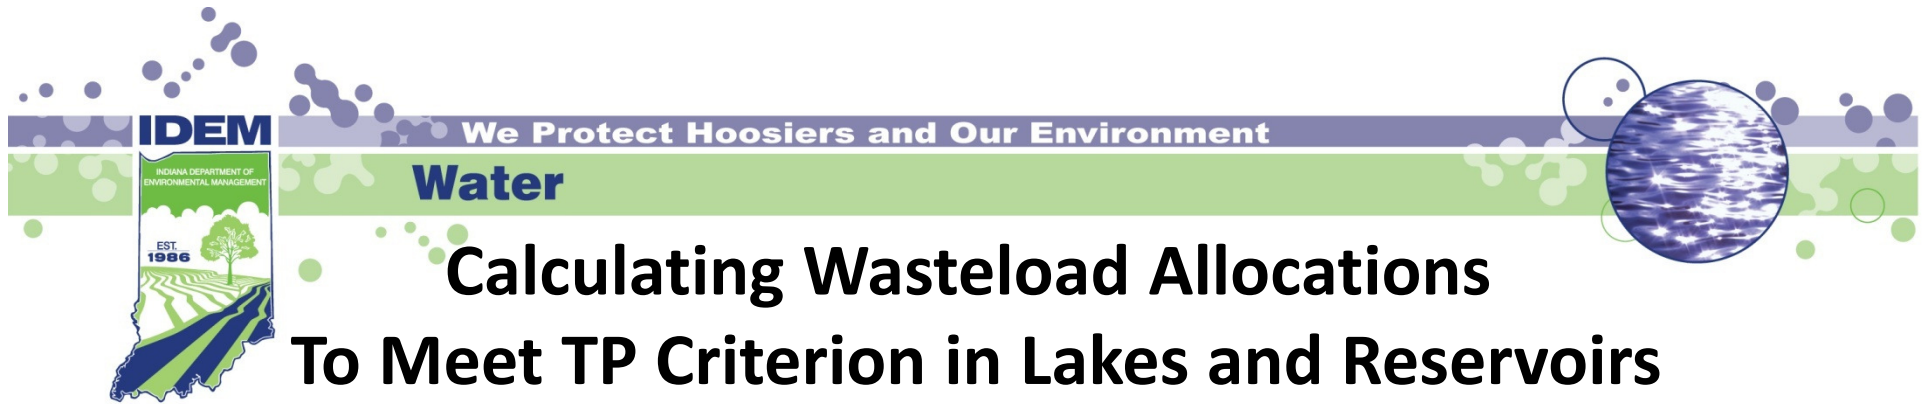 IDEM
We Protect Hoosiers and Our Environment
INDIANA DEPARTMENT OF
ENVIRONMENTAL MANAGEMENT
Water
EST.
1986
Calculating Wasteload Allocations
To Meet TP Criterion in Lakes and Reservoirs